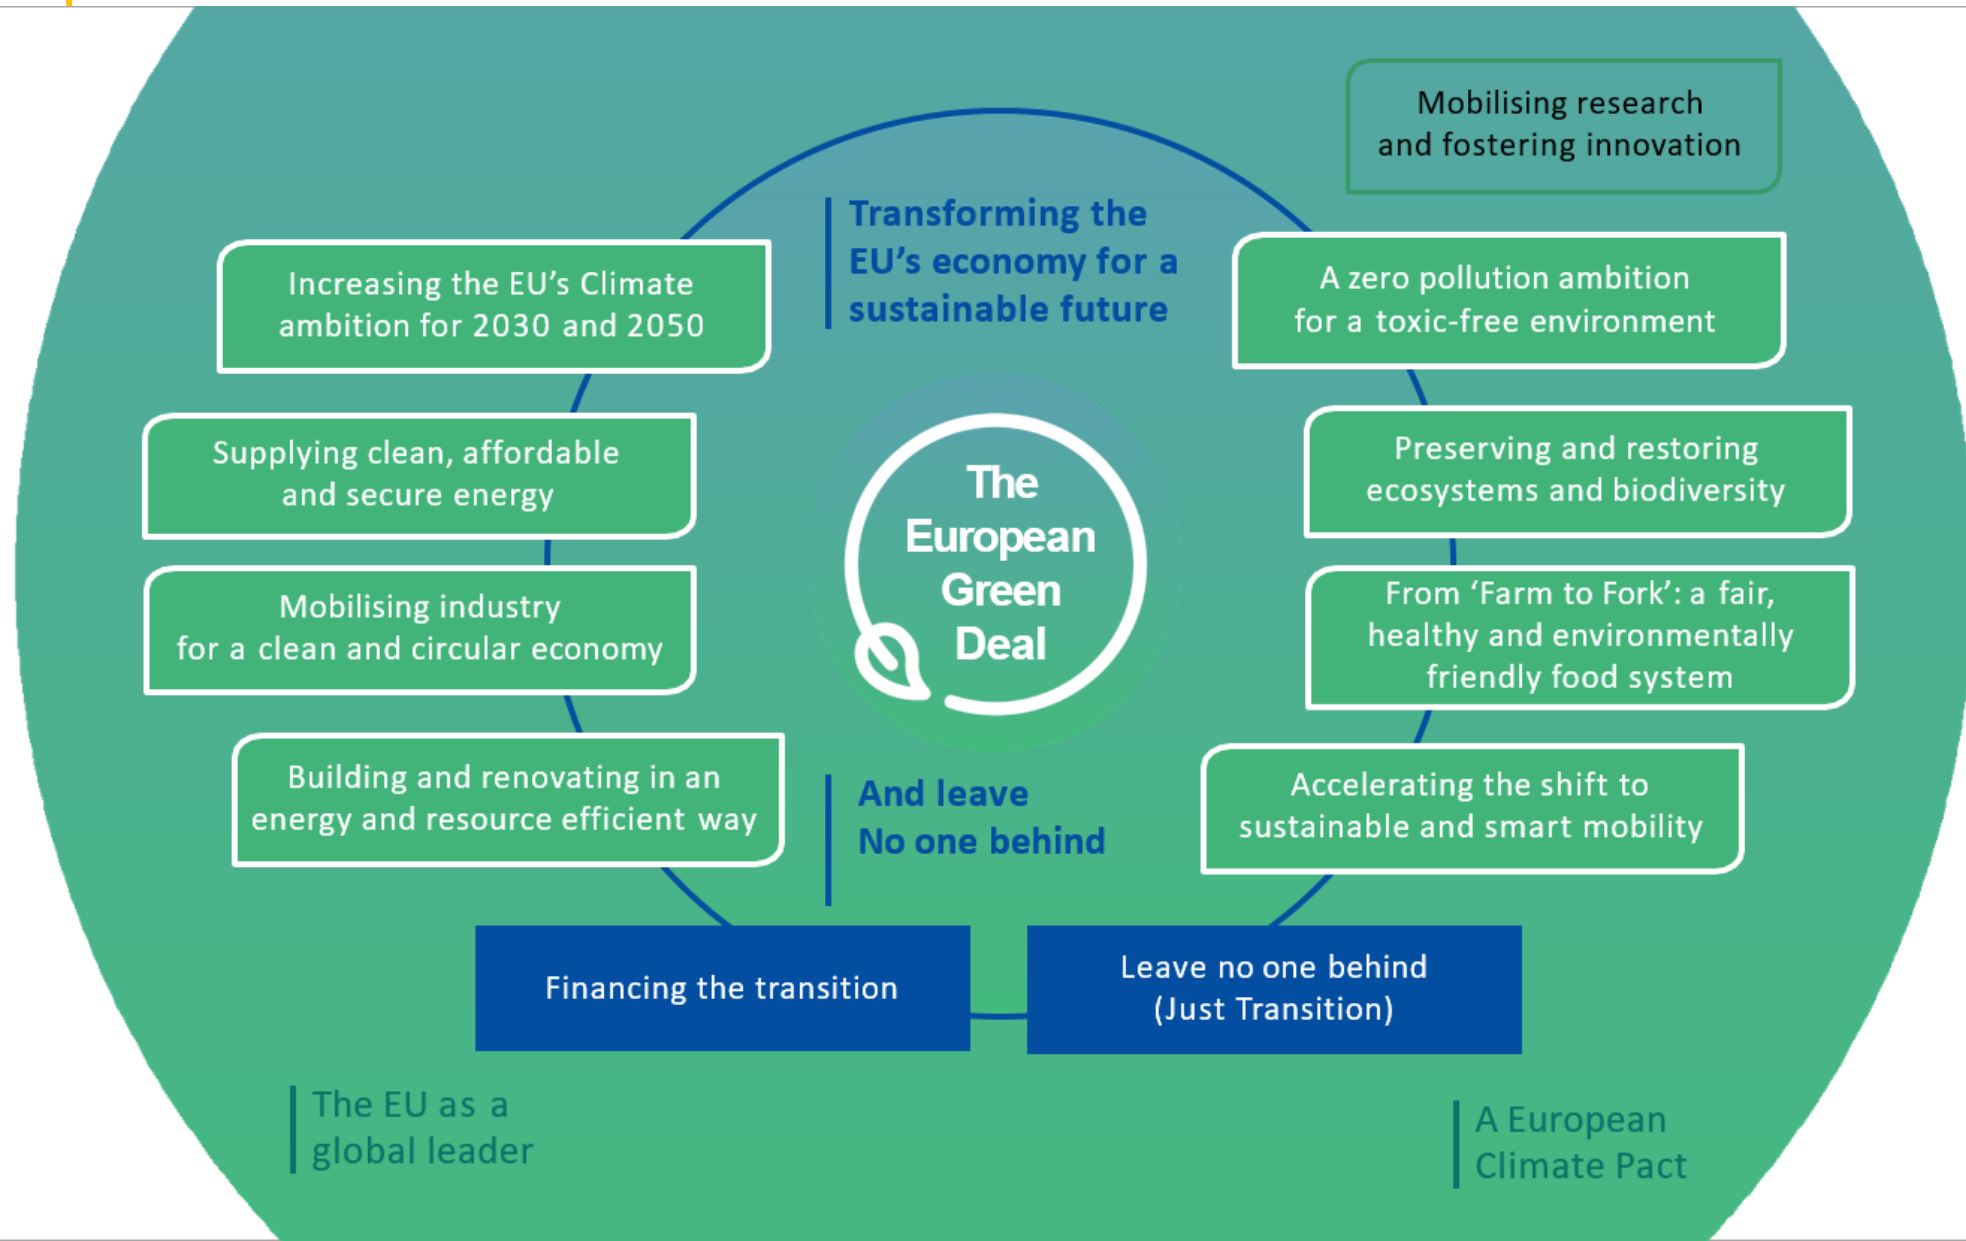 Mobilising research
and fostering innovation
Transforming the
EU’s economy for a
sustainable future
Increasing the EU’s Climate
ambition for 2030 and 2050
A zero pollution ambition
for a toxic-free environment
Supplying clean, affordable
and secure energy
Preserving and restoring
ecosystems and biodiversity
The
European
Green
Deal
Mobilising industry
for a clean and circular economy
From ‘Farm to Fork’: a fair,
healthy and environmentally
friendly food system
Building and renovating in an
energy and resource efficient way
Accelerating the shift to
sustainable and smart mobility
And leave
No one behind
Financing the transition
Leave no one behind
(Just Transition)
The EU as a
global leader
A European
Climate Pact